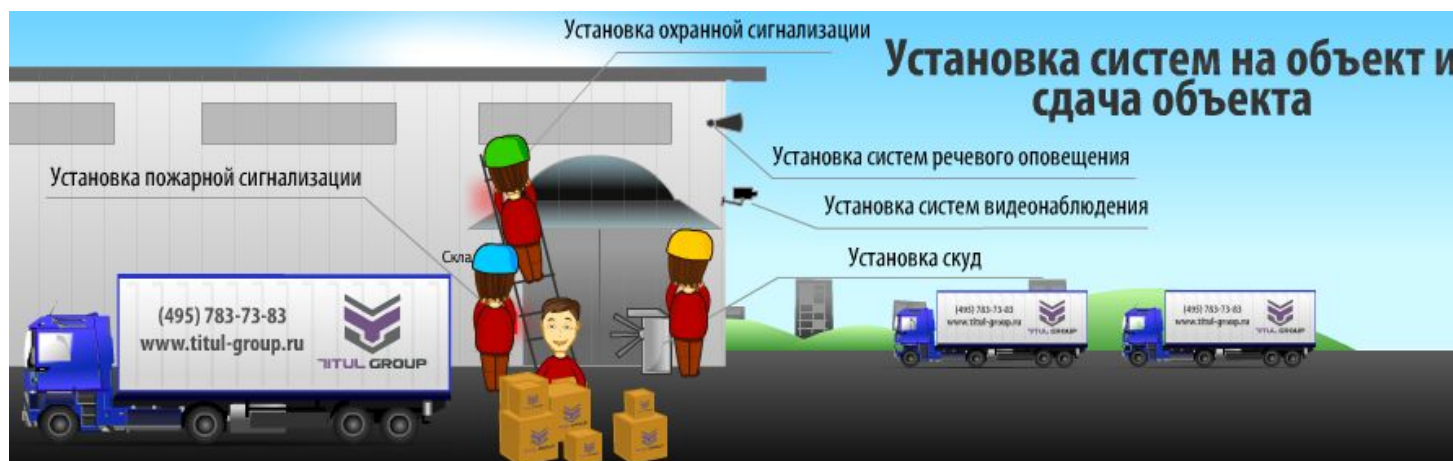 Установка охранной сигнализации
Установка систем на объект и
сдача объекта
Установка систем речевого оповещения
Установка пожарной сигнализации
Установка систем видеонаблюдения
Скла
Установка скуд
(495) 783-73-83
www.titul-group.ru
TITUL GROUP
(495) 783-73-83
www.titul-group.ru
TITUL GROUP
(495) 783-73-83
www.titul-group.ru
TITUL GROUP